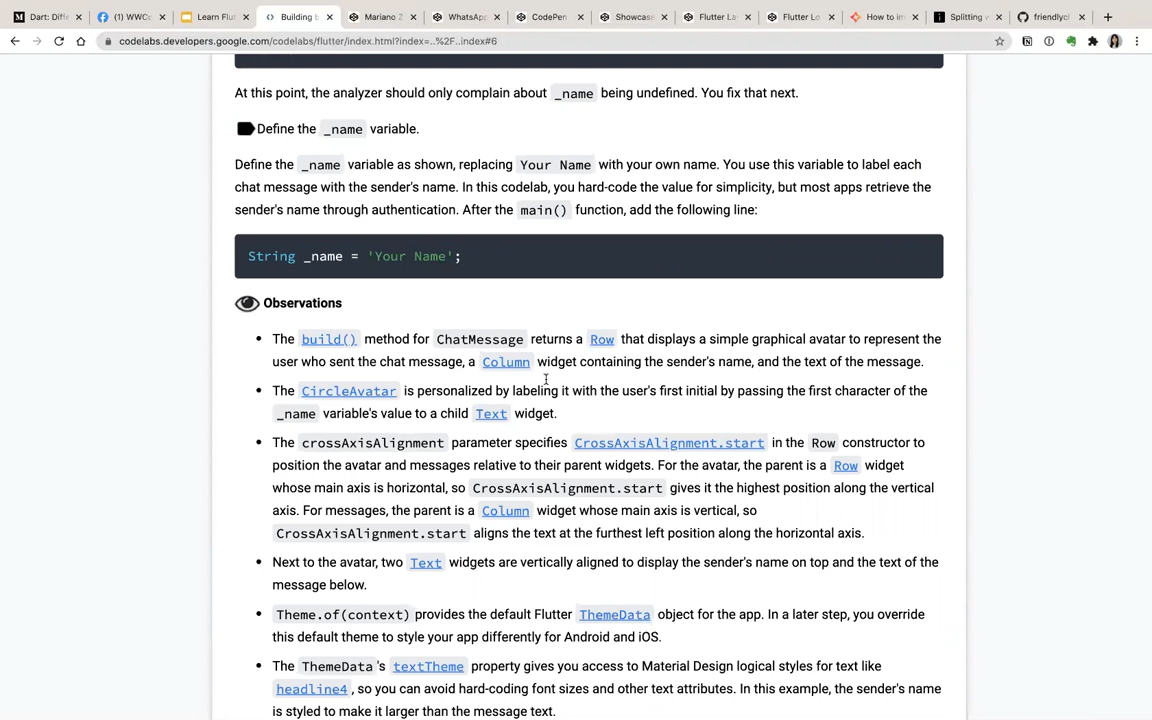 Dart: Diffe
(1) WWCo
Learn Flut
Building b
Mariano Z
WhatsApp
CodePen
Showcase
Flutter La
Flutter Lo
How to im
Splitting v
friendlych
codelabs.developers.google.com/codelabs/flutter/index.html?index=..%2F..index#6
At this point, the analyzer should only complain about _name being undefined. You fix that next.
Define the _name variable.
Define the _name variable as shown, replacing Your Name with your own name. You use this variable to label each
chat message with the sender's name. In this codelab, you hard-code the value for simplicity, but most apps retrieve the
sender's name through authentication. After the main() function, add the following line:
String _name = 'Your Name';
Observations
• The build() method for ChatMessage returns a Row that displays a simple graphical avatar to represent the
user who sent the chat message, a Column widget containing the sender's name, and the text of the message.
• The CircleAvatar is personalized by labeling it with the user's first initial by passing the first character of the
_name variable's value to a child Text widget.
• The crossAxisAlignment parameter specifies CrossAxisAlignment.start in the Row constructor to
position the avatar and messages relative to their parent widgets. For the avatar, the parent is a Row widget
whose main axis is horizontal, so CrossAxisAlignment.start gives it the highest position along the vertical
axis. For messages, the parent is a Column widget whose main axis is vertical, so
CrossAxisAlignment.start aligns the text at the furthest left position along the horizontal axis.
• Next to the avatar, two Text widgets are vertically aligned to display the sender's name on top and the text of the
message below.
• Theme.of(context) provides the default Flutter ThemeData object for the app. In a later step, you override
this default theme to style your app differently for Android and iOS.
• The ThemeData's textTheme property gives you access to Material Design logical styles for text like
headline4, so you can avoid hard-coding font sizes and other text attributes. In this example, the sender's name
is styled to make it larger than the message text.